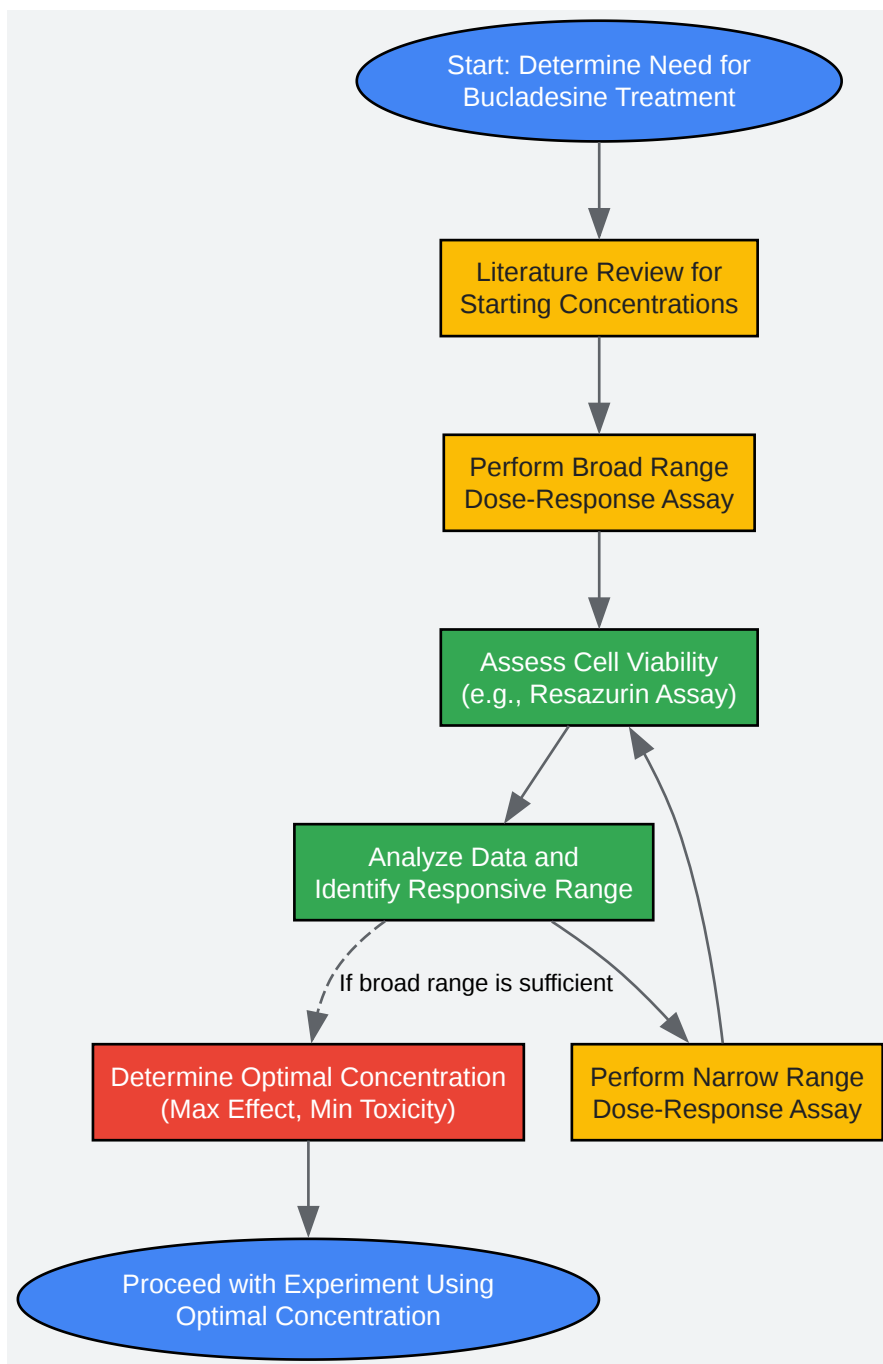 Start: Determine Need for
Bucladesine Treatment
Literature Review for
Starting Concentrations
Perform Broad Range
Dose-Response Assay
Assess Cell Viability
(e.g., Resazurin Assay)
Analyze Data and
Identify Responsive Range
If broad range is sufficient
Determine Optimal Concentration
(Max Effect, Min Toxicity)
Perform Narrow Range
Dose-Response Assay
Proceed with Experiment Using
Optimal Concentration